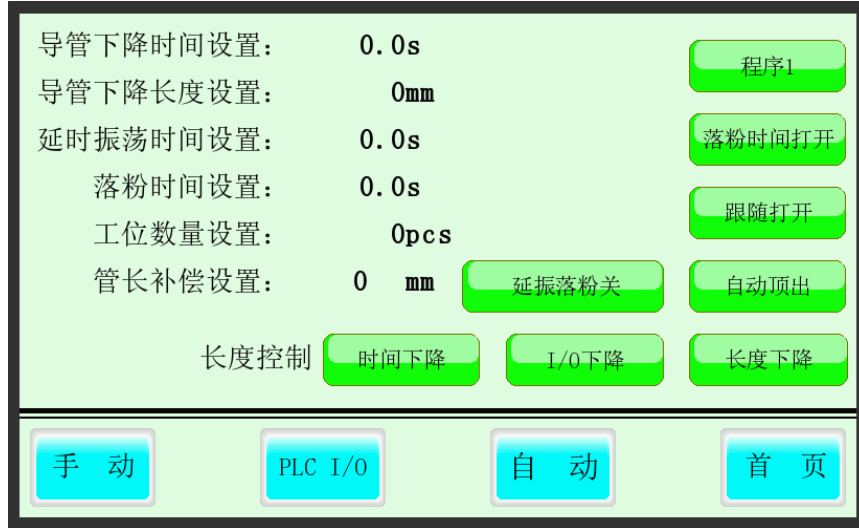 导管下降时间设置： 0.0s 程序1
导管下降长度设置： 0mm
延时振荡时间设置： 0.0s 落粉时间打开
落粉时间设置： 0.0s
工位数量设置： 0pcs 跟随打开
管长补偿设置： 0 mm 延振落粉关 自动顶出
长度控制 时间下降 I/O下降 长度下降
手 动 PLC I/O 自 动 首 页